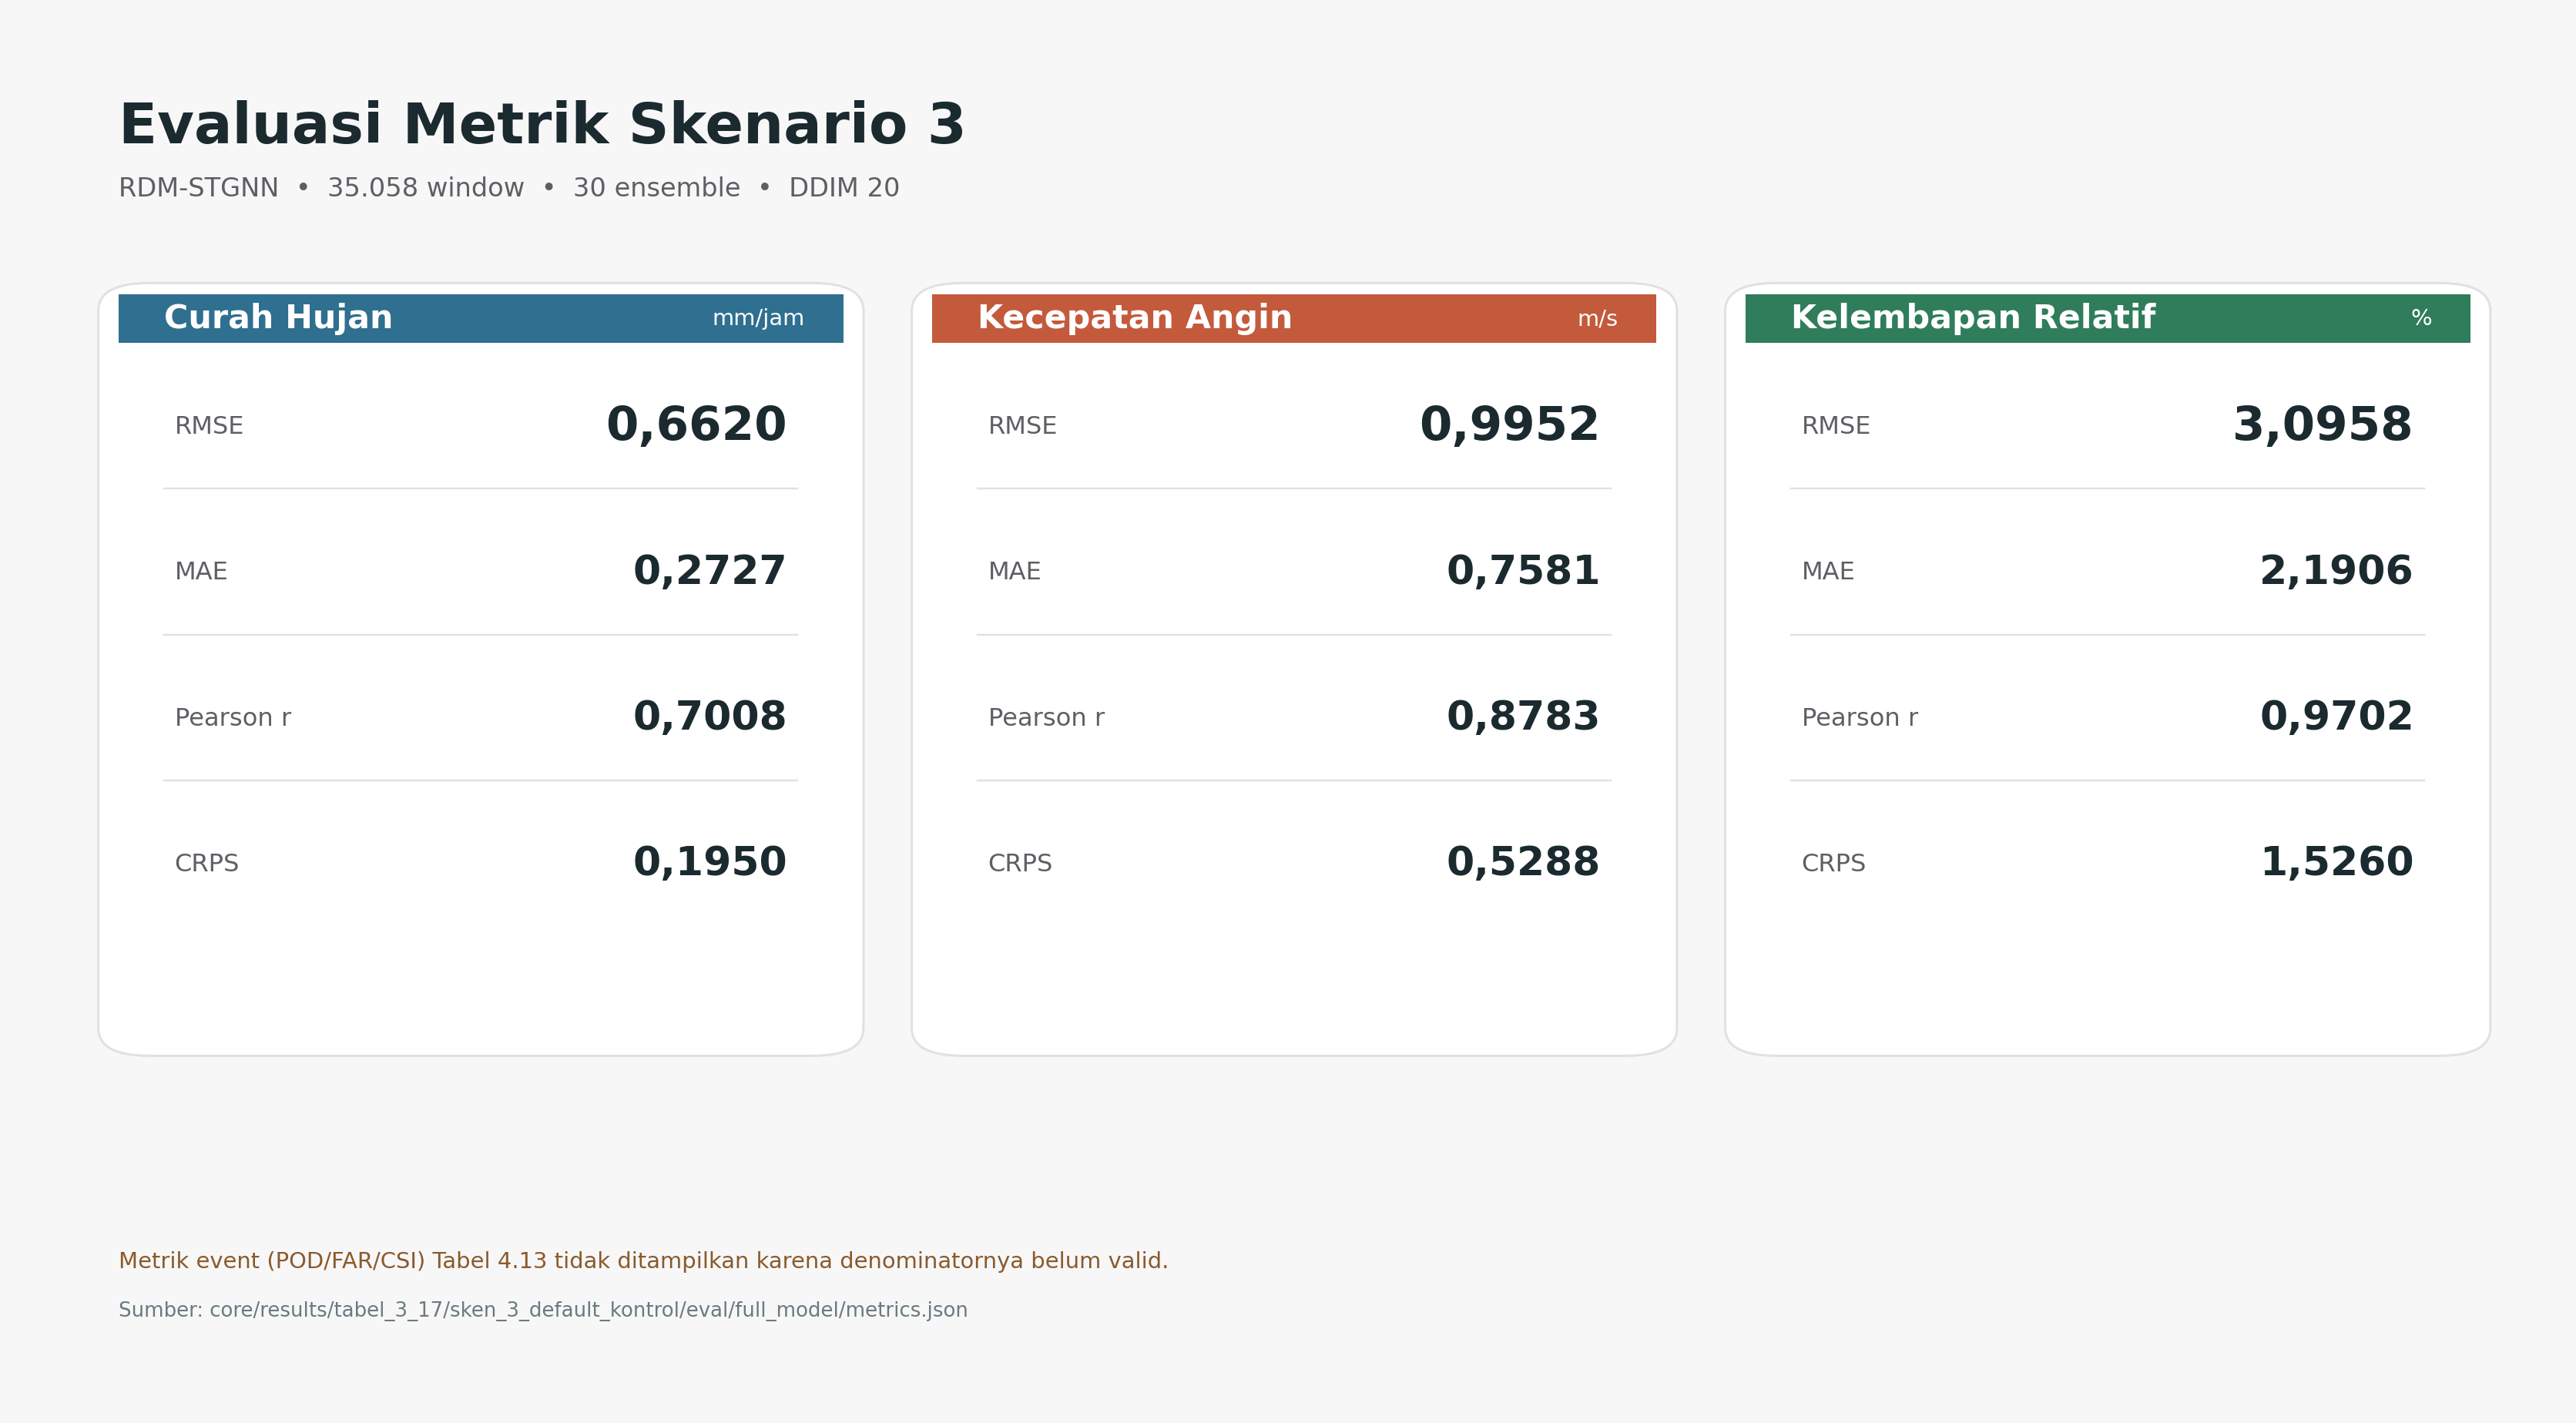 Evaluasi Metrik Skenario 3
RDM-STGNN • 35.058 window • 30 ensemble • DDIM 20
Curah Hujan mm/jam
RMSE 0,6620
MAE 0,2727
Pearson r 0,7008
CRPS 0,1950
Kecepatan Angin m/s
RMSE 0,9952
MAE 0,7581
Pearson r 0,8783
CRPS 0,5288
Kelembapan Relatif %
RMSE 3,0958
MAE 2,1906
Pearson r 0,9702
CRPS 1,5260
Metrik event (POD/FAR/CSI) Tabel 4.13 tidak ditampilkan karena denominatornya belum valid.
Sumber: core/results/tabel_3_17/sken_3_default_kontrol/eval/full_model/metrics.json